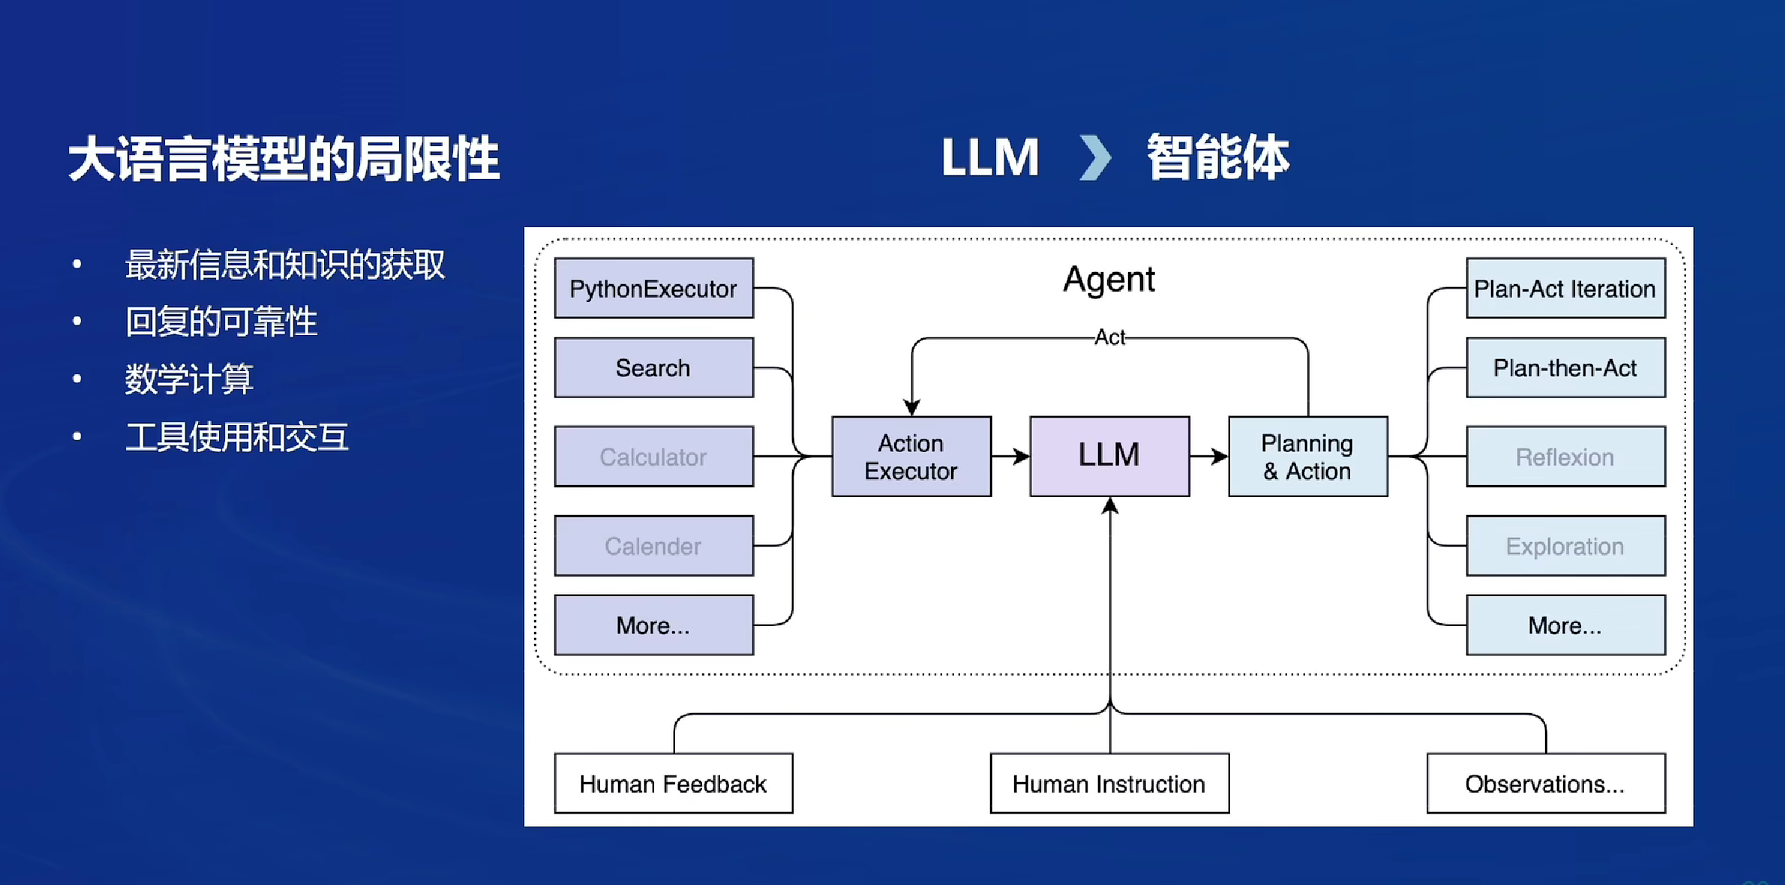 大语言模型的局限性
• 最新信息和知识的获取
• 回复的可靠性
• 数学计算
• 工具使用和交互
LLM 智能体
Agent
PythonExecutor
Search
Calculator
Calender
More...
Act
Action
Executor
LLM
Planning
& Action
Plan-Act Iteration
Plan-then-Act
Reflexion
Exploration
More...
Human Feedback
Human Instruction
Observations...